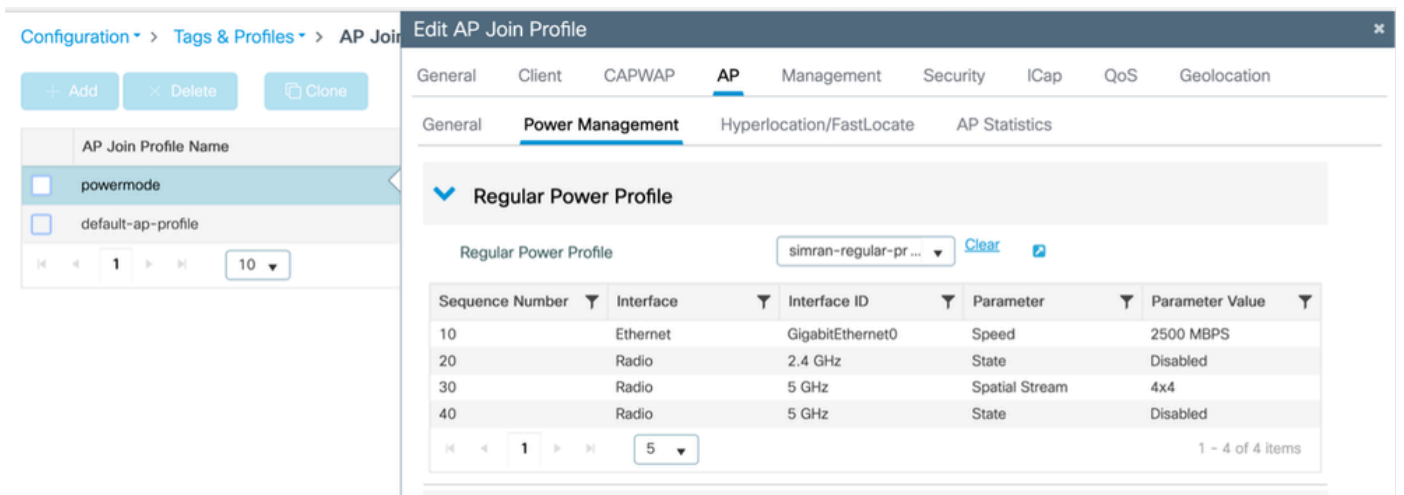 Configuration > Tags & Profiles > AP Joi
+ Add × Delete Clone
AP Join Profile Name
powermode
default-ap-profile
1 10
Edit AP Join Profile
General Client CAPWAP AP Management Security ICap QoS Geolocation
General Power Management Hyperlocation/FastLocate AP Statistics
Regular Power Profile
Regular Power Profile simran-regular-pr... Clear
Sequence Number Interface Interface ID Parameter Parameter Value
10 Ethernet GigabitEthernet0 Speed 2500 MBPS
20 Radio 2.4 GHz State Disabled
30 Radio 5 GHz Spatial Stream 4x4
40 Radio 5 GHz State Disabled
1 5 1 - 4 of 4 items